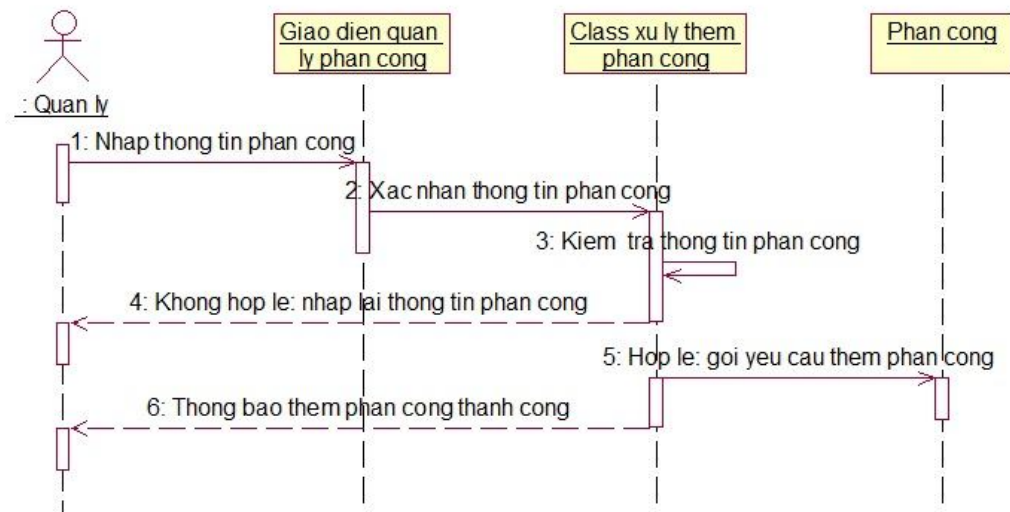 : Quan ly
Giao dien quan
ly phan cong
Class xu ly them
phan cong
Phan cong
1: Nhap thong tin phan cong
2: Xac nhan thong tin phan cong
3: Kiem tra thong tin phan cong
4: Khong hop le: nhap lai thong tin phan cong
5: Hop le: goi yeu cau them phan cong
6: Thong bao them phan cong thanh cong